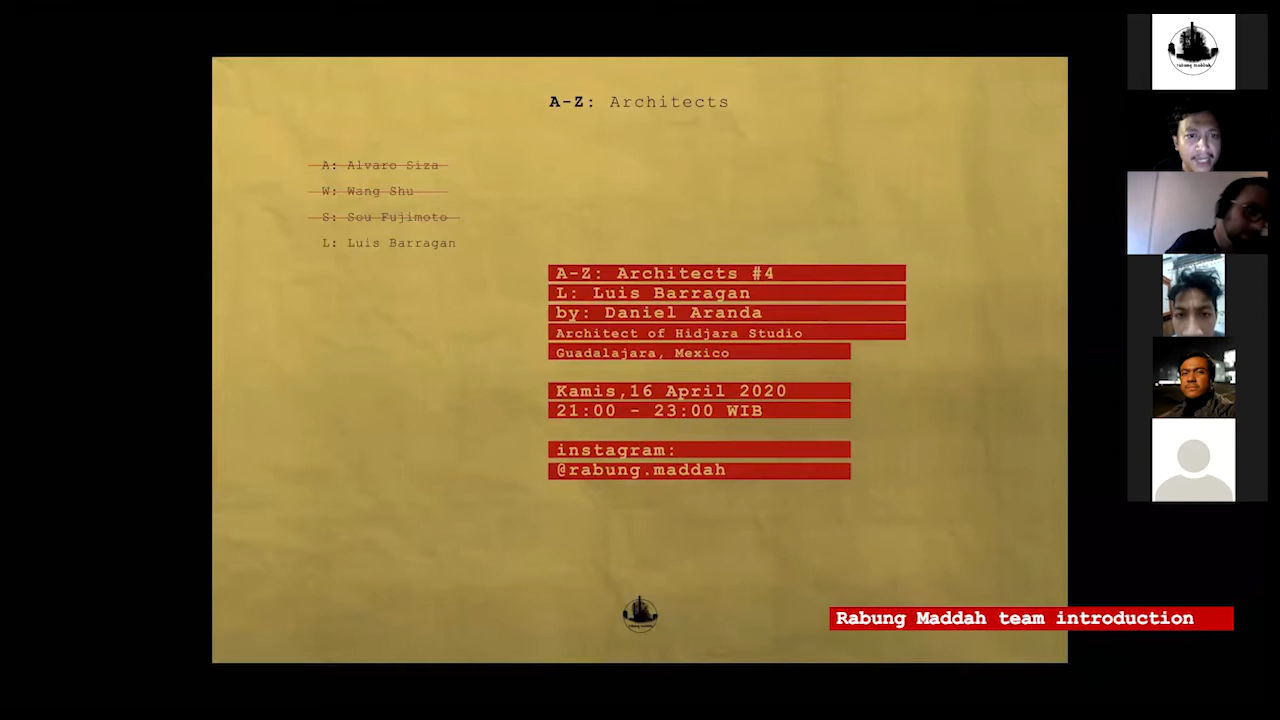 A-Z: Architects
A: Alvaro Siza
W: Wang Shu
S: Sou Fujimoto
L: Luis Barragan
A-Z: Architects #4
L: Luis Barragan
by: Daniel Aranda
Architect of Hidjara Studio
Guadalajara, Mexico
Kamis,16 April 2020
21:00 - 23:00 WIB
instagram:
@rabung.maddah
Rabung Maddah team introduction
rabung maddah